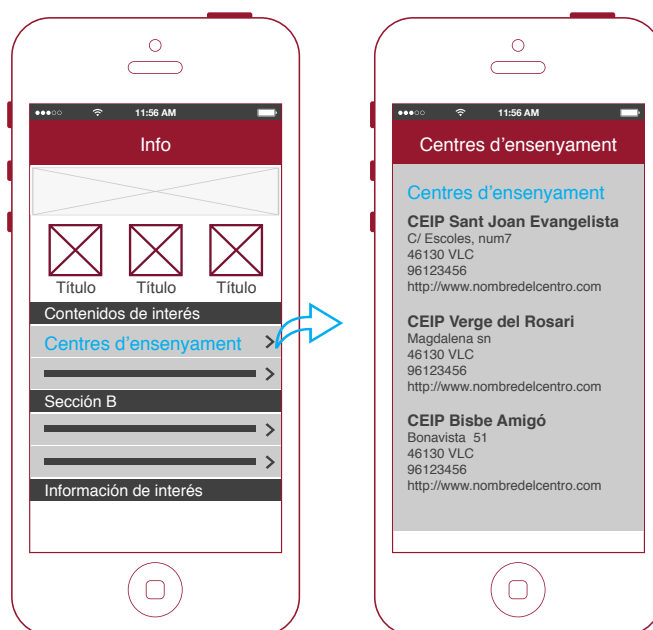 11:56 AM
Info
Título Título Título
Contenidos de interés
Centres d'ensenyament
Sección B
Información de interés
11:56 AM
Centres d'ensenyament
Centres d'ensenyament
CEIP Sant Joan Evangelista
C/ Escoles, num7
46130 VLC
96123456
http://www.nombredelcentro.com
CEIP Verge del Rosari
Magdalena sn
46130 VLC
96123456
http://www.nombredelcentro.com
CEIP Bisbe Amigó
Bonavista 51
46130 VLC
96123456
http://www.nombredelcentro.com